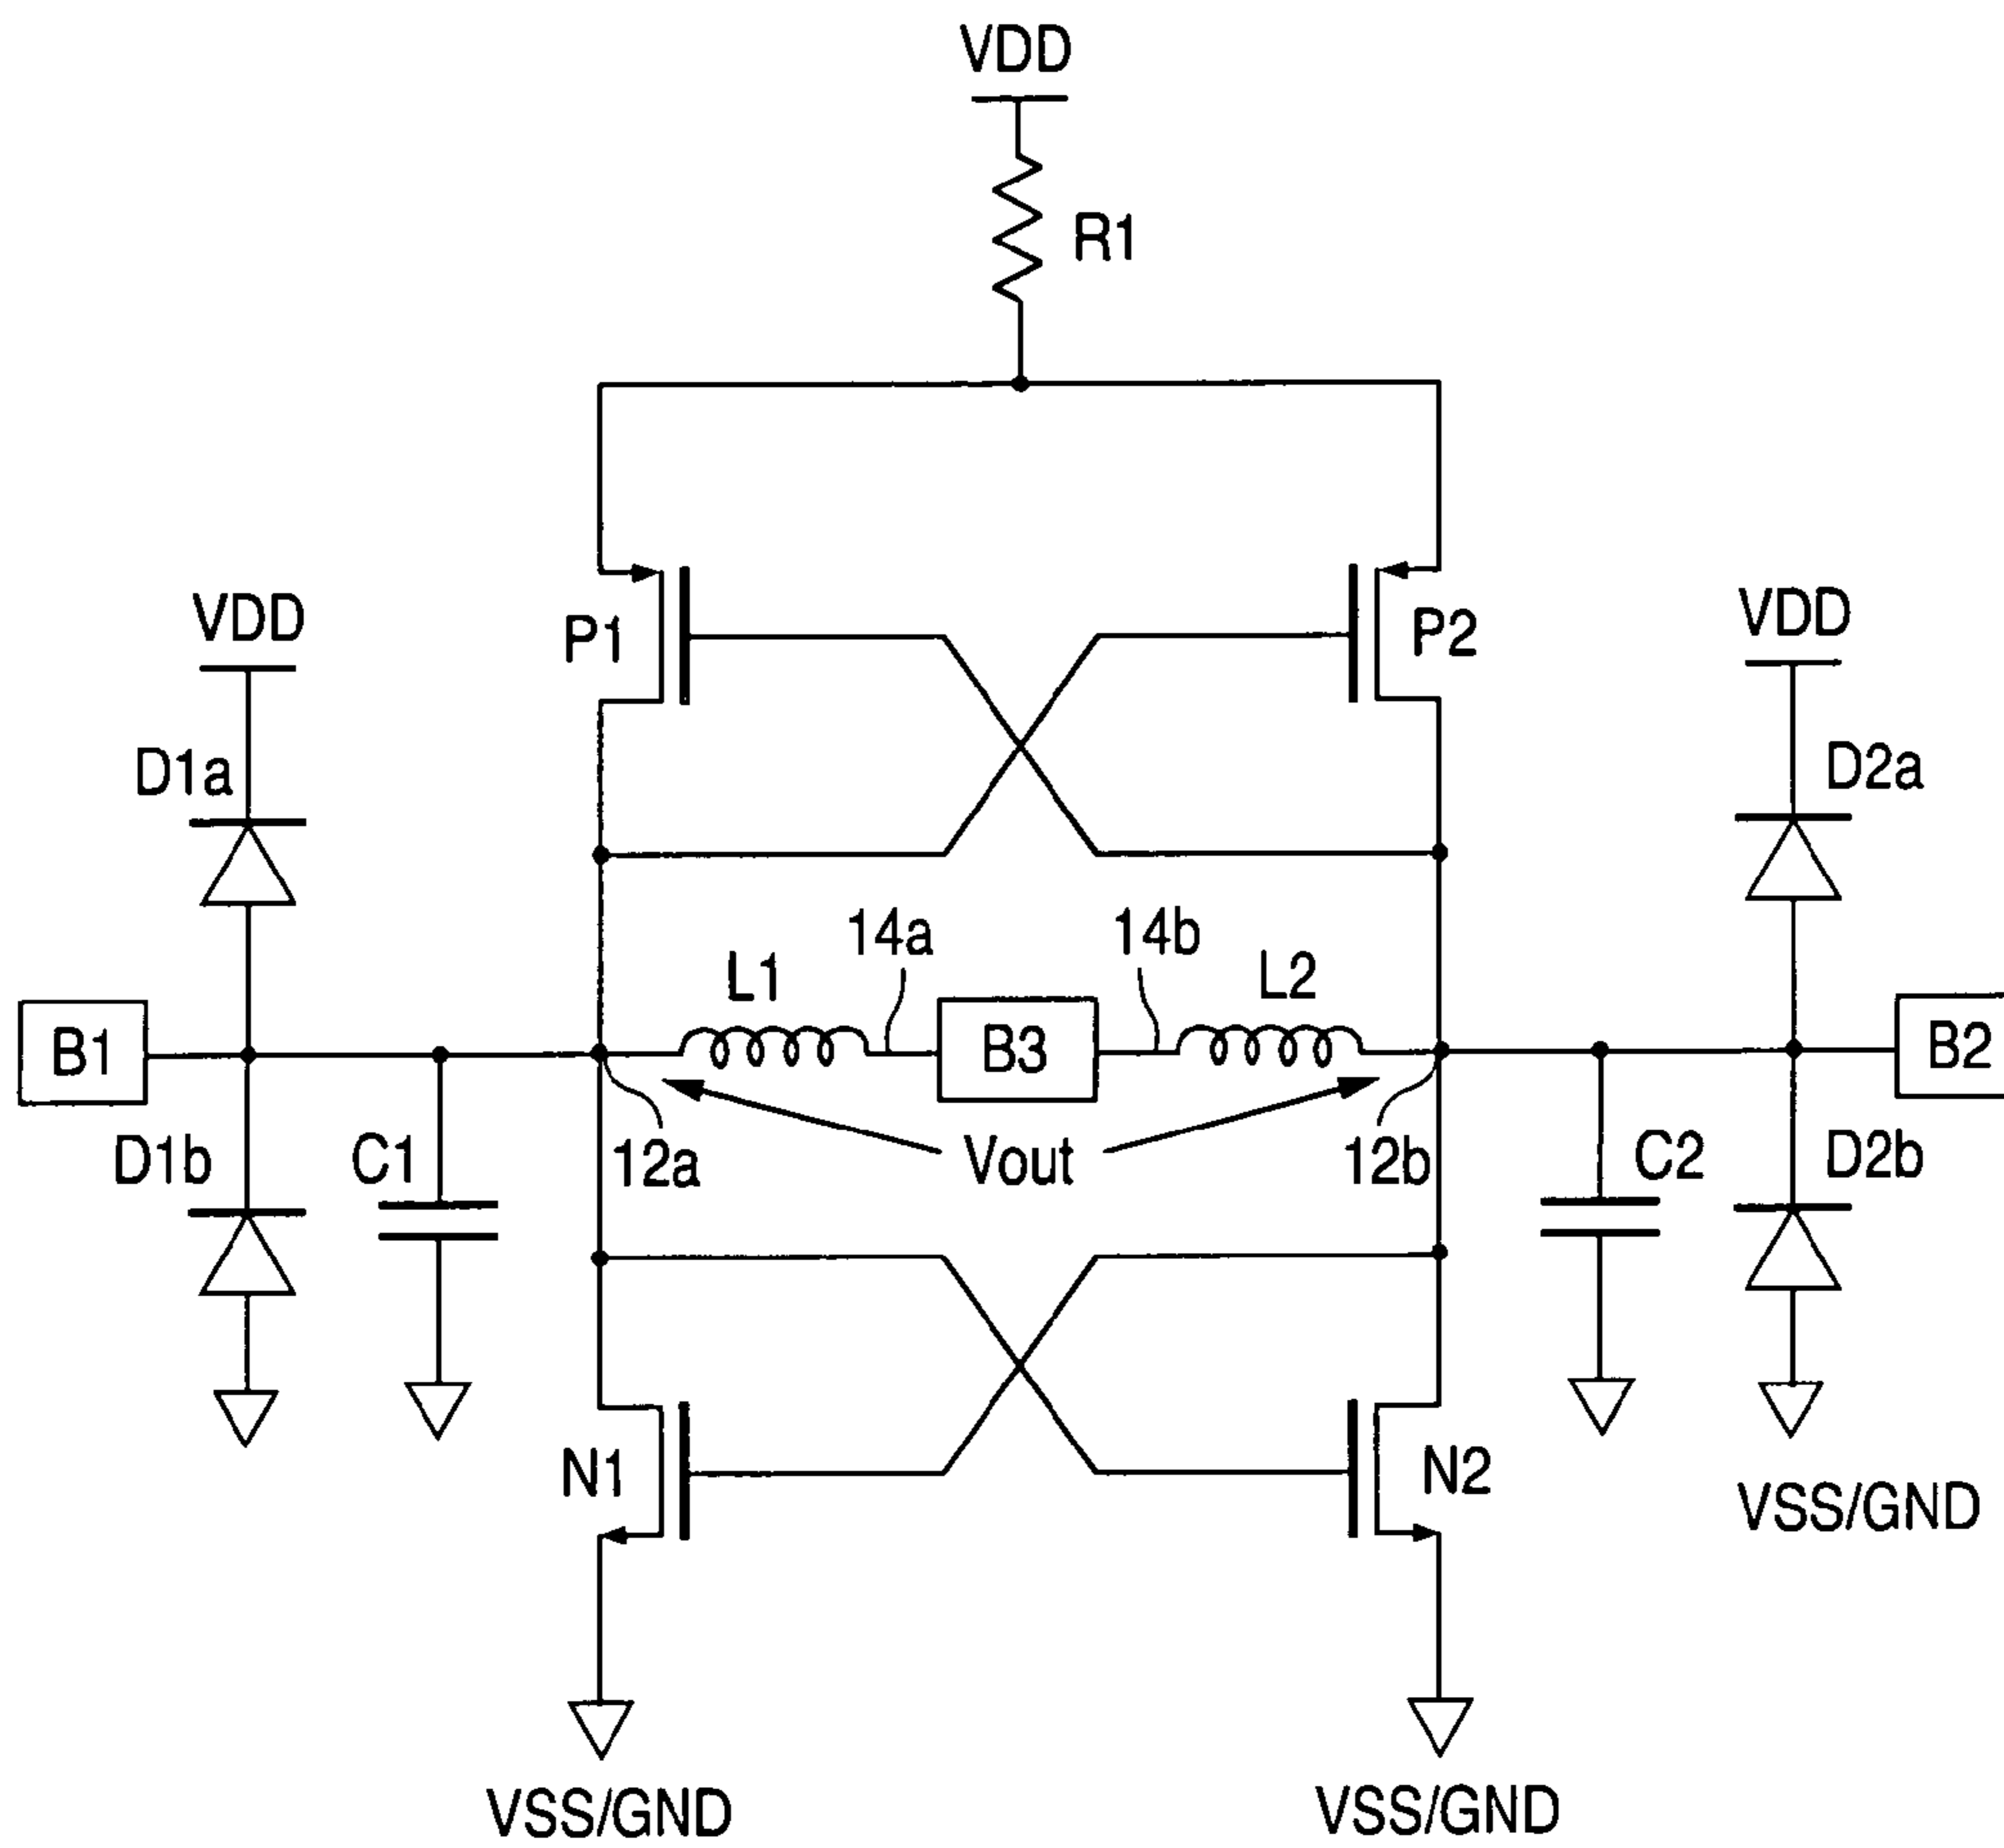 VDD
R1
VDD
P1
P2
VDD
D1a
D2a
14a
14b
L1
L2
B1
B3
B2
D1b
C1
12a
Vout
12b
C2
D2b
N1
N2
VSS/GND
VSS/GND
VSS/GND